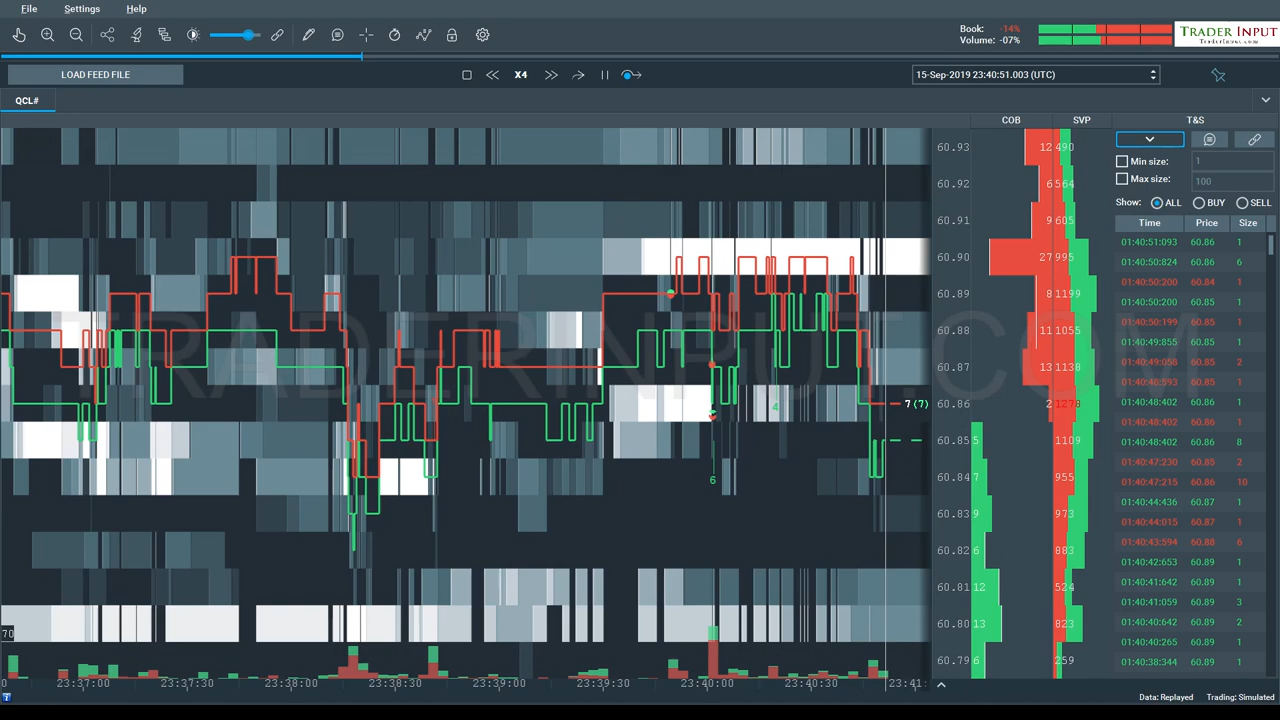 File Settings Help
Book: -14%
Volume: -07%
TRADER INPUT
TRADERINPUT.COM
LOAD FEED FILE
X4
15-Sep-2019 23:40:51.003 (UTC)
QCL#
COB SVP T&S
Min size: 1
Max size: 100
Show: ALL BUY SELL
Time Price Size
60.93 12 490
60.92 6 564
60.91 9 605
60.90 27 995
60.89 8 1199
60.88 11 1055
60.87 13 1138
60.86 2 1278
60.85 5 1109
60.84 7 955
60.83 9 973
60.82 6 883
60.81 12 524
60.80 13 823
60.79 6 259
01:40:51:093 60.86 1
01:40:50:824 60.86 6
01:40:50:200 60.84 1
01:40:50:200 60.85 1
01:40:50:199 60.85 1
01:40:49:855 60.85 1
01:40:49:058 60.85 2
01:40:48:593 60.85 1
01:40:48:402 60.86 1
01:40:48:402 60.86 1
01:40:48:402 60.86 8
01:40:47:230 60.85 2
01:40:47:215 60.86 10
01:40:44:436 60.87 1
01:40:44:015 60.87 1
01:40:43:594 60.88 6
01:40:42:653 60.89 1
01:40:41:642 60.89 1
01:40:41:059 60.89 3
01:40:40:642 60.89 2
01:40:40:265 60.89 1
01:40:38:344 60.89 1
TRADERINPUT.COM
7 (7)
4
6
70
0 23:37:00 23:37:30 23:38:00 23:38:30 23:39:00 23:39:30 23:40:00 23:40:30 23:41:
Data: Replayed Trading: Simulated